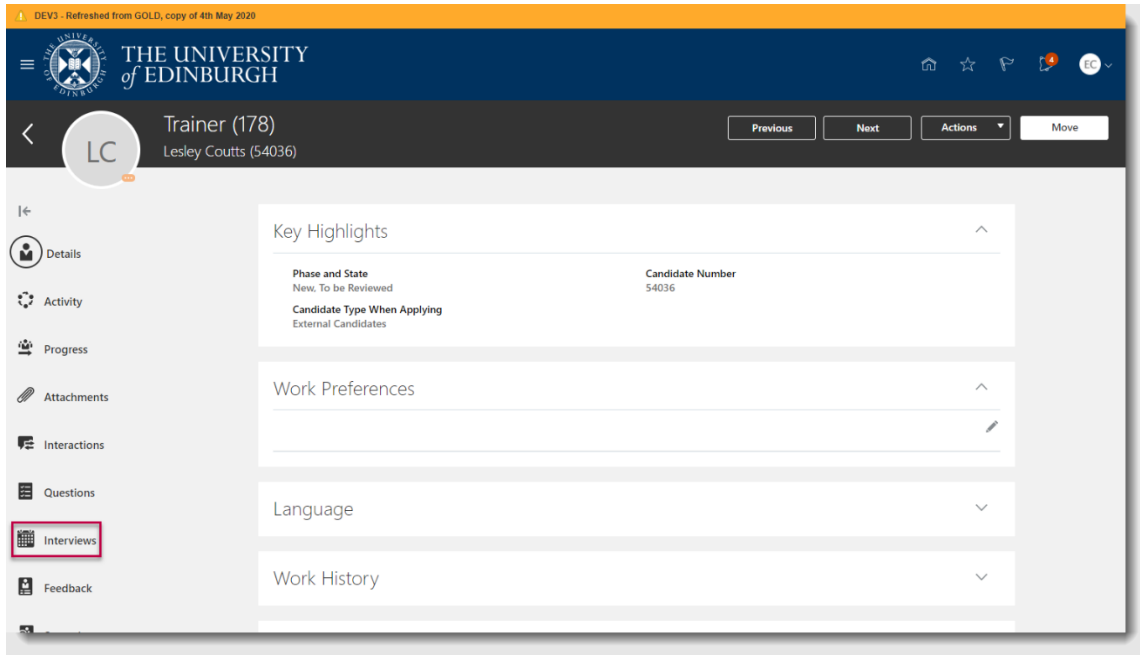 DEV3 - Refreshed from GOLD, copy of 4th May 2020
THE UNIVERSITY
of EDINBURGH
4
EC
LC
Trainer (178)
Lesley Coutts (54036)
Previous
Next
Actions
Move
Details
Activity
Progress
Attachments
Interactions
Questions
Interviews
Feedback
Key Highlights
Phase and State
New, To be Reviewed
Candidate Number
54036
Candidate Type When Applying
External Candidates
Work Preferences
Language
Work History